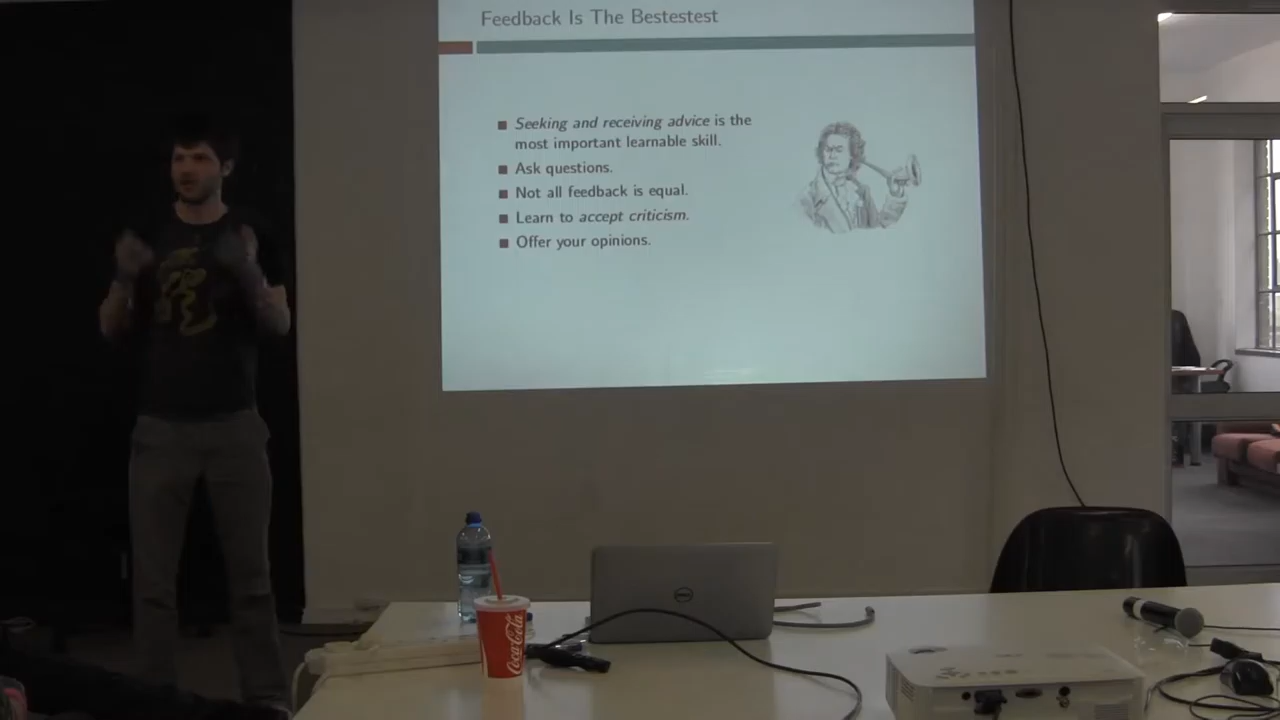 Feedback Is The Bestestest
Seeking and receiving advice is the
most important learnable skill.
Ask questions.
Not all feedback is equal.
Learn to accept criticism.
Offer your opinions.
Coca-Cola
DELL